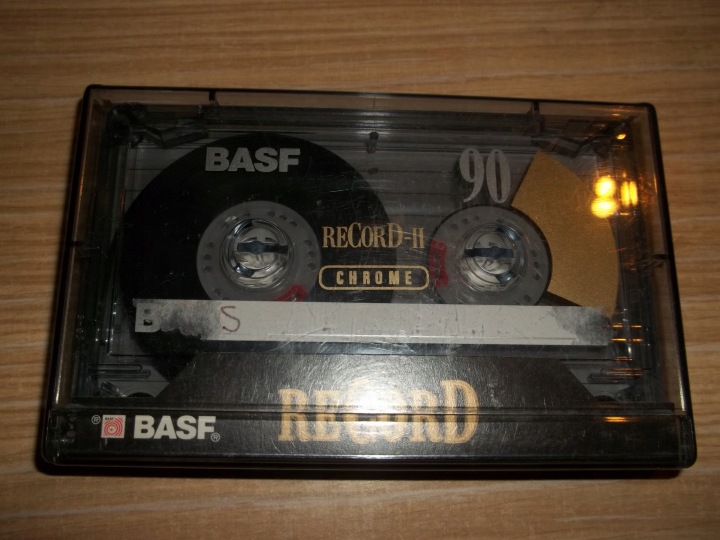 BASF
90
RECORD-II
CHROME
S
RECORD
® BASF®